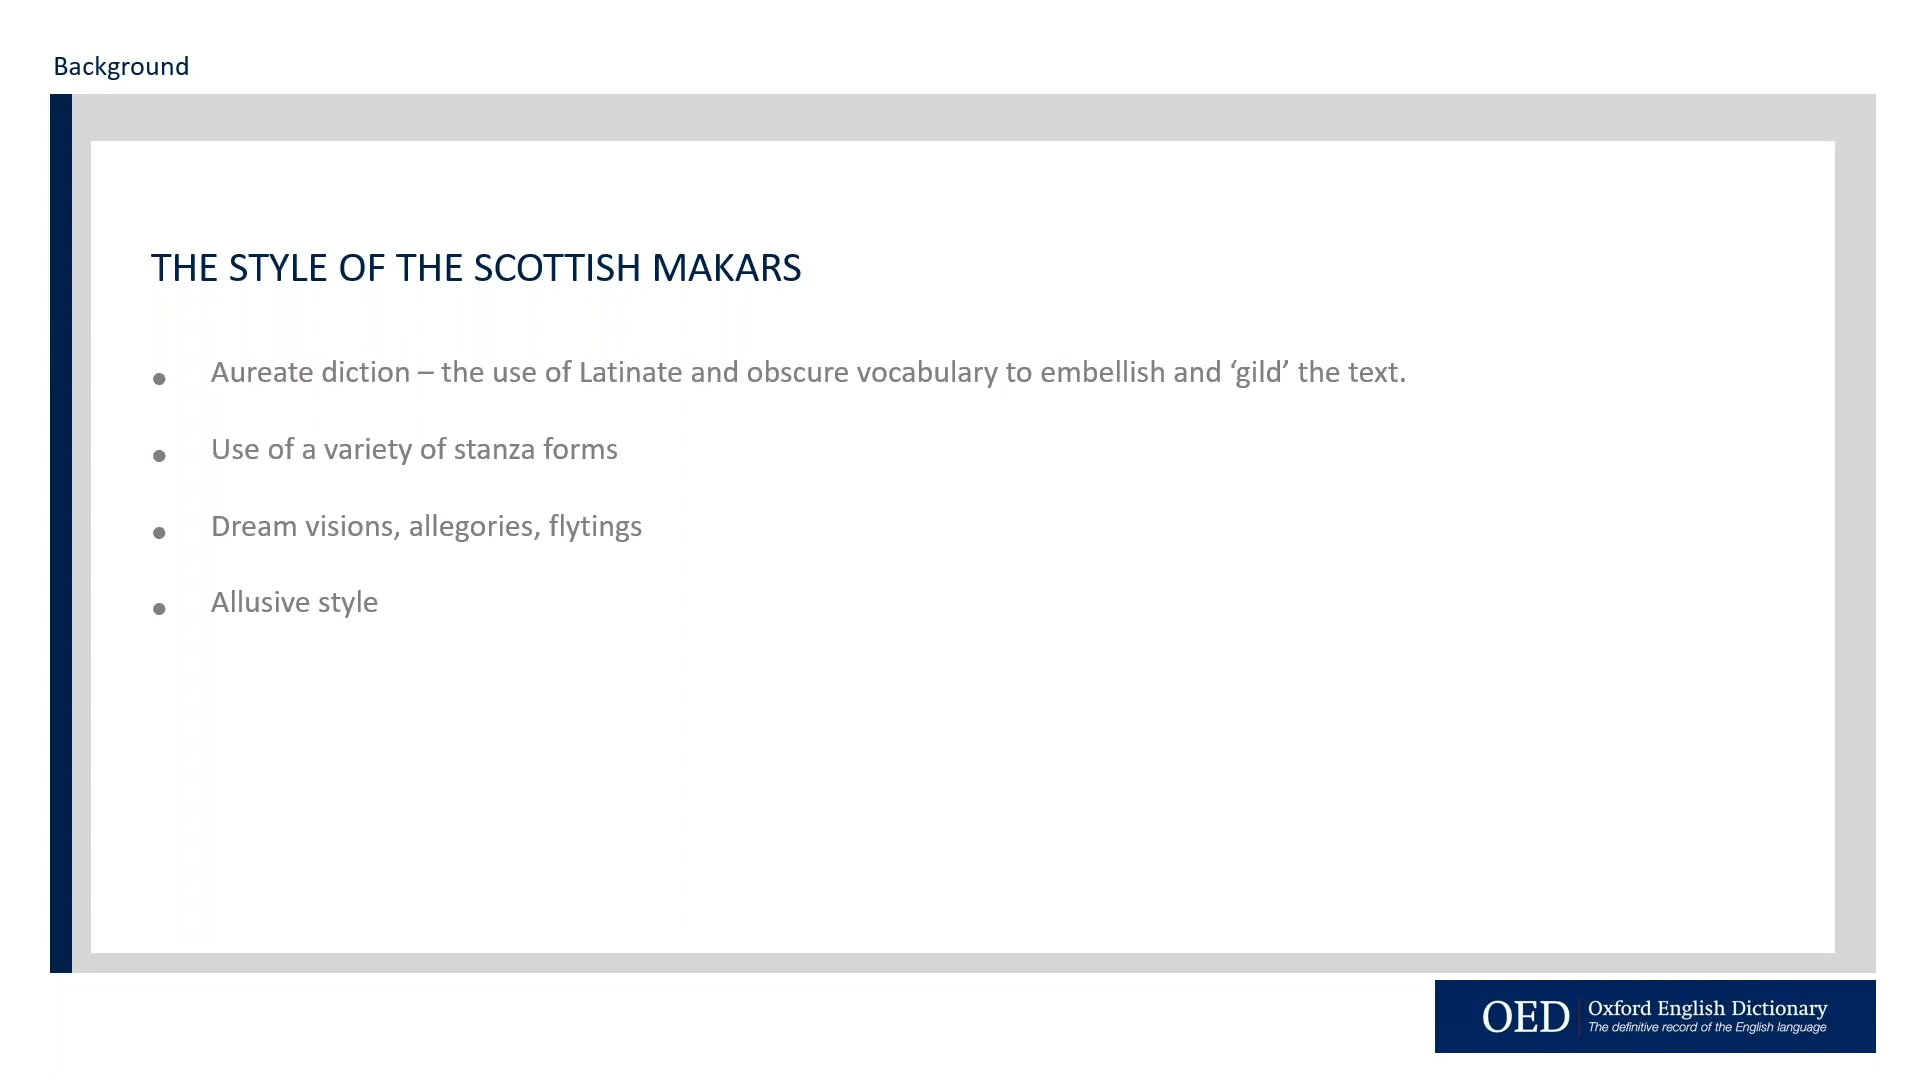 Background
THE STYLE OF THE SCOTTISH MAKARS
• Aureate diction – the use of Latinate and obscure vocabulary to embellish and ‘gild’ the text.
• Use of a variety of stanza forms
• Dream visions, allegories, flytings
• Allusive style
OED Oxford English Dictionary
The definitive record of the English language